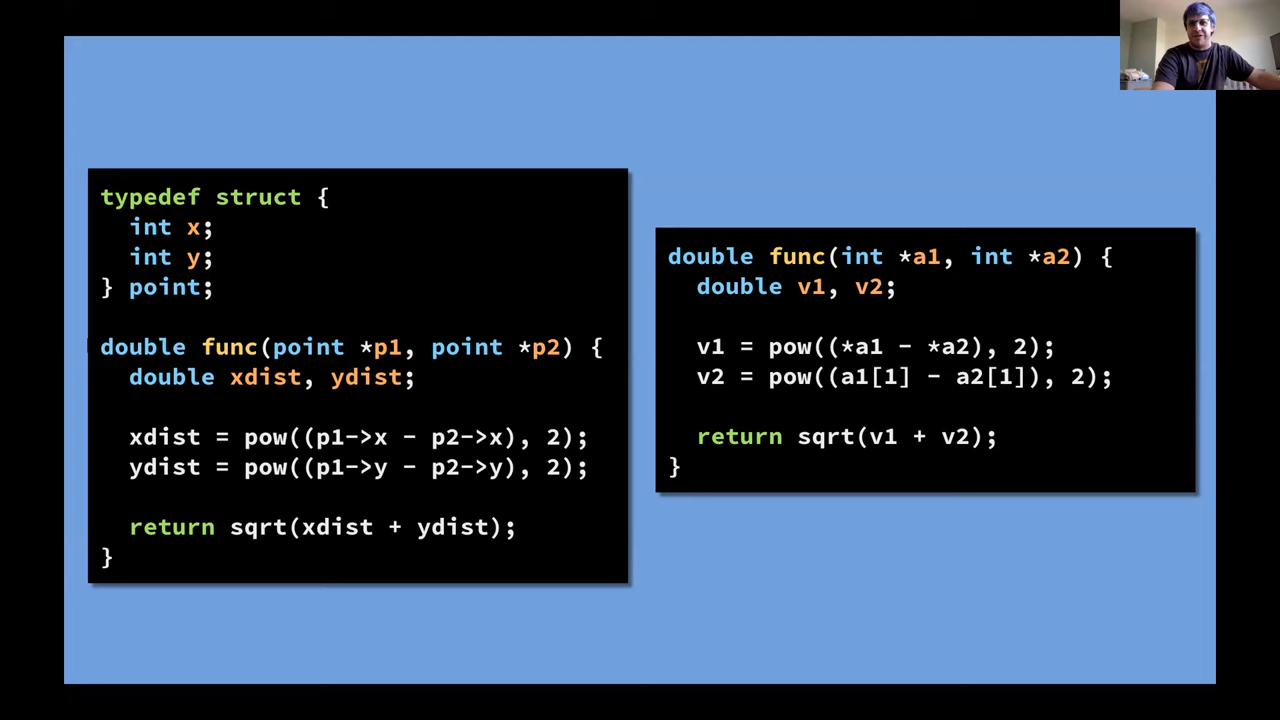 typedef struct {
  int x;
  int y;
} point;
double func(point *p1, point *p2) {
  double xdist, ydist;
  xdist = pow((p1->x - p2->x), 2);
  ydist = pow((p1->y - p2->y), 2);
  return sqrt(xdist + ydist);
}
double func(int *a1, int *a2) {
  double v1, v2;
  v1 = pow((*a1 - *a2), 2);
  v2 = pow((a1[1] - a2[1]), 2);
  return sqrt(v1 + v2);
}